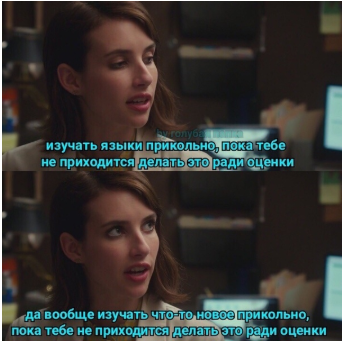 изучать языки прикольно, пока тебе
не приходится делать это ради оценки
да вообще изучать что-то новое прикольно,
пока тебе не приходится делать это ради оценки